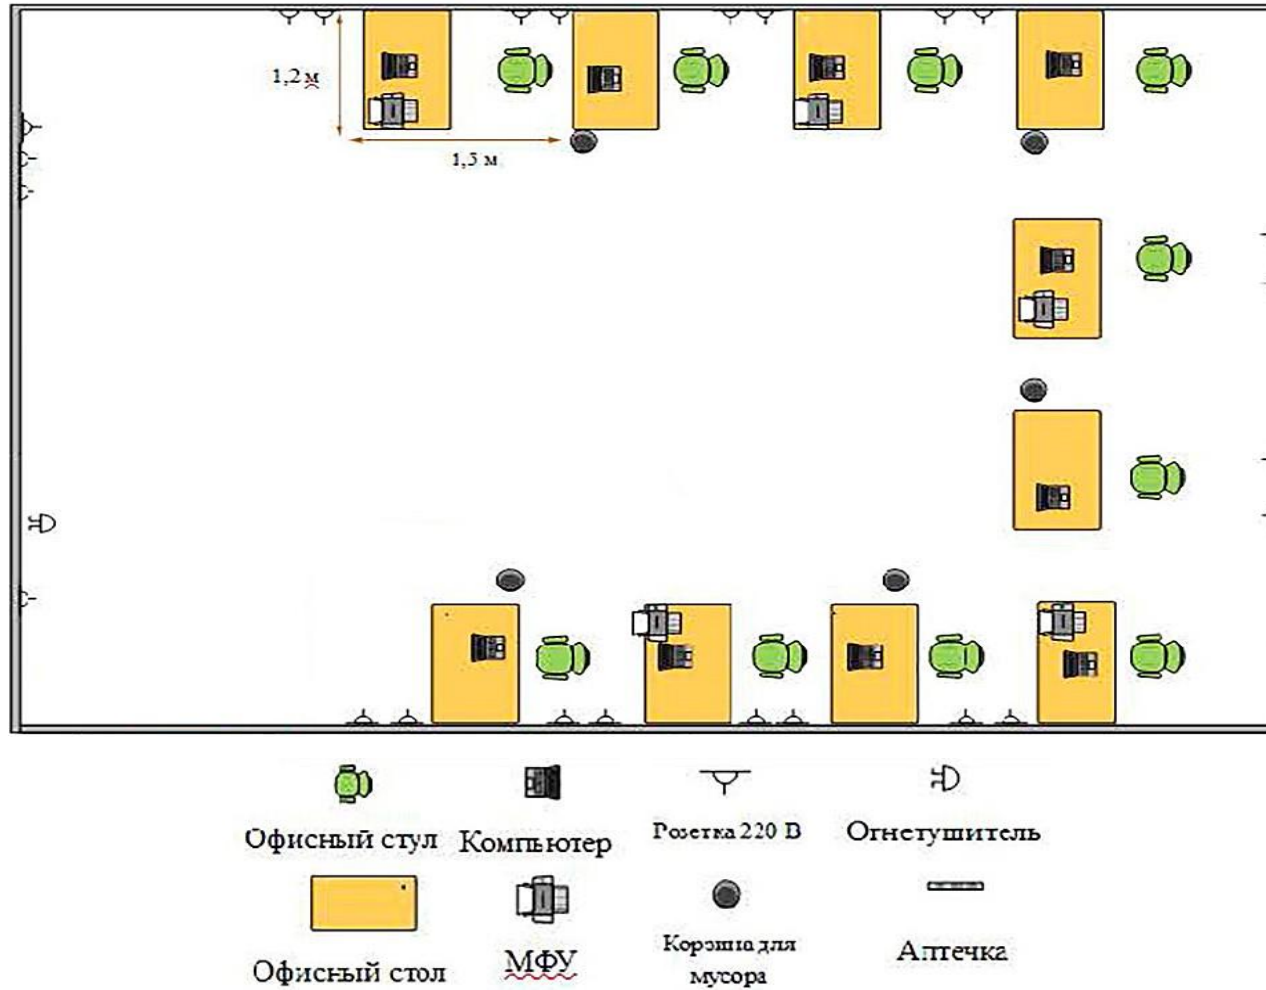 1,2 м
1,5 м
Офисный стул
Компьютер
Розетка 220 В
Огнетушитель
Офисный стол
МФУ
Корзина для
мусора
Аптечка